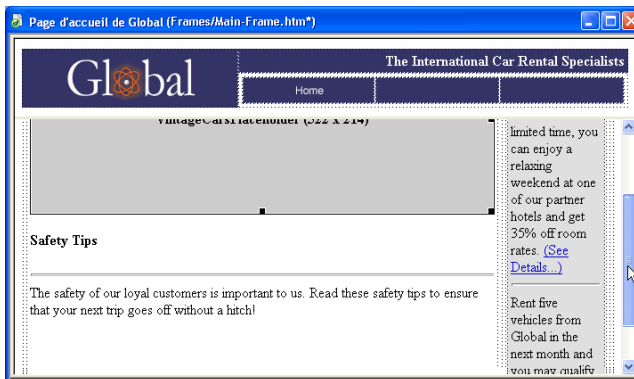 Page d'accueil de Global (Frames/Main-Frame.htm*)
Global
The International Car Rental Specialists
Home
VintageCarsPlaceholder (322 x 214)
Safety Tips
The safety of our loyal customers is important to us. Read these safety tips to ensure
that your next trip goes off without a hitch!
limited time, you
can enjoy a
relaxing
weekend at one
of our partner
hotels and get
35% off room
rates. (See
Details...)
Rent five
vehicles from
Global in the
next month and
you may qualify